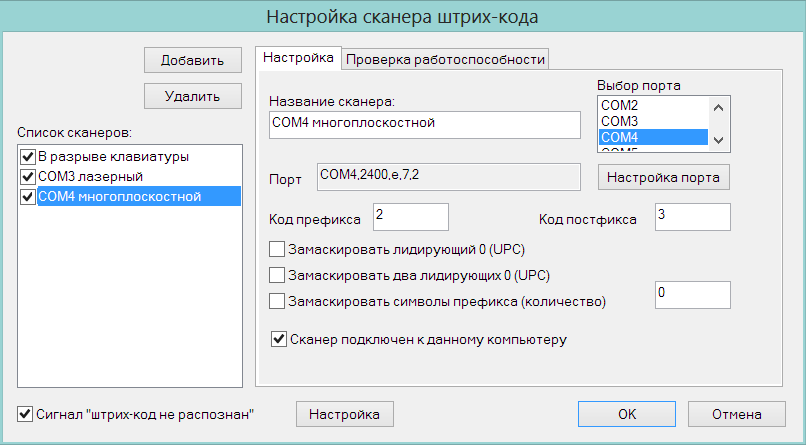 Настройка сканера штрих-кода
Добавить
Удалить
Список сканеров:
В разрыве клавиатуры
COM3 лазерный
COM4 многоплоскостной
Настройка
Проверка работоспособности
Название сканера:
COM4 многоплоскостной
Выбор порта
COM2
COM3
COM4
COM5
Порт
COM4,2400,e,7,2
Настройка порта
Код префикса
2
Код постфикса
3
Замаскировать лидирующий 0 (UPC)
Замаскировать два лидирующих 0 (UPC)
Замаскировать символы префикса (количество)
0
Сканер подключен к данному компьютеру
Сигнал "штрих-код не распознан"
Настройка
OK
Отмена